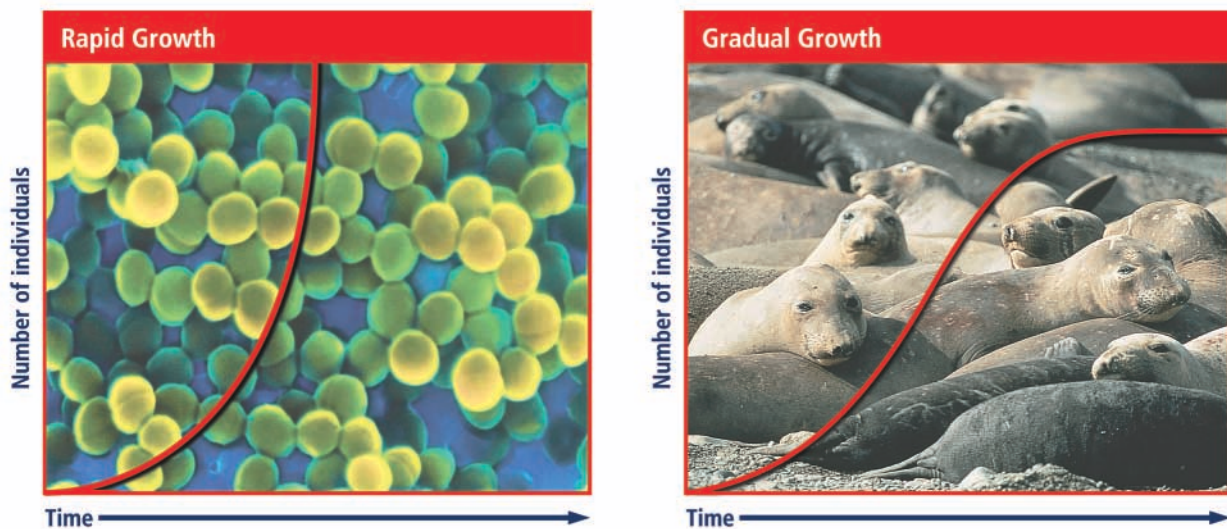 Rapid Growth
Number of individuals
Time
Gradual Growth
Number of individuals
Time